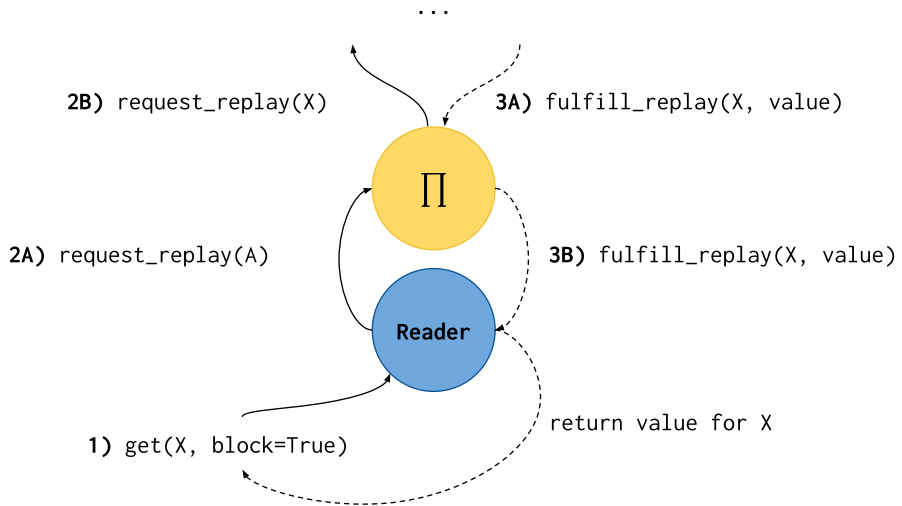 ...
2B) request_replay(X)
3A) fulfill_replay(X, value)
∏
2A) request_replay(A)
3B) fulfill_replay(X, value)
Reader
return value for X
1) get(X, block=True)